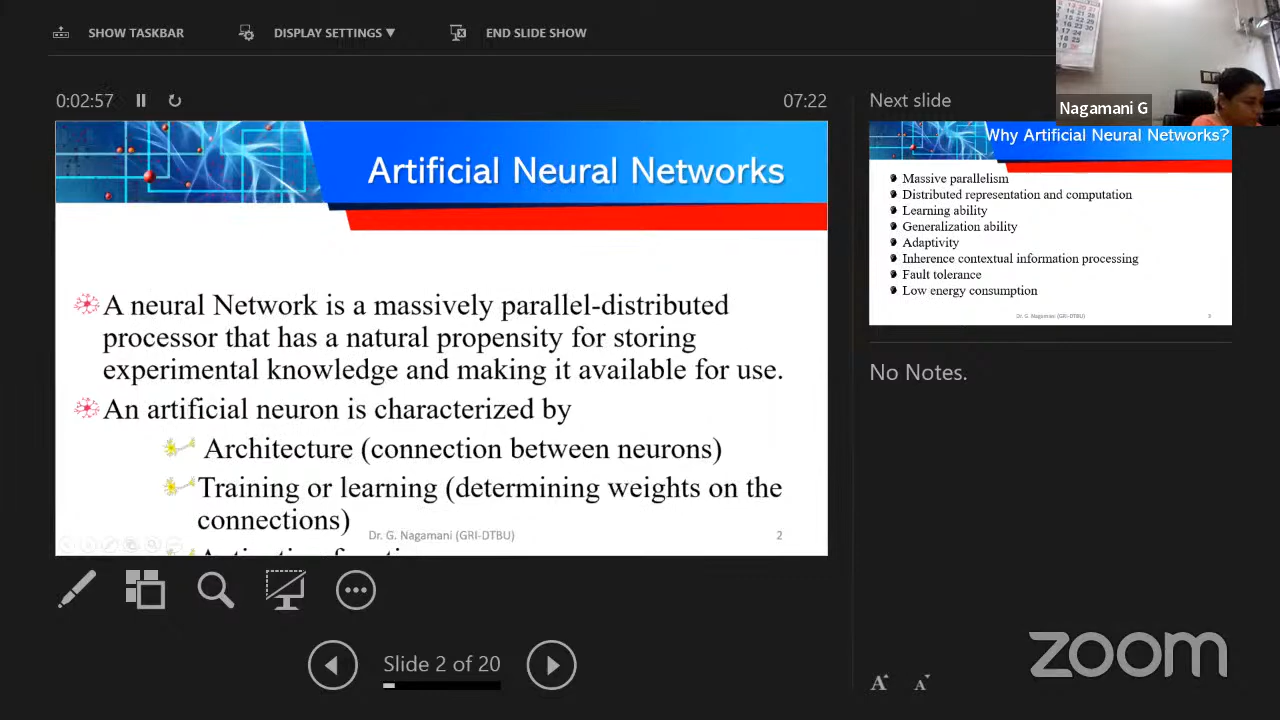 SHOW TASKBAR
DISPLAY SETTINGS ▼
END SLIDE SHOW
0:02:57
07:22
Artificial Neural Networks
A neural Network is a massively parallel-distributed
processor that has a natural propensity for storing
experimental knowledge and making it available for use.
An artificial neuron is characterized by
Architecture (connection between neurons)
Training or learning (determining weights on the
connections)
Dr. G. Nagamani (GRI-DTBU)
2
Slide 2 of 20
Next slide
Nagamani G
Why Artificial Neural Networks?
Massive parallelism
Distributed representation and computation
Learning ability
Generalization ability
Adaptivity
Inherence contextual information processing
Fault tolerance
Low energy consumption
Dr. G. Nagamani (GRI-DTBU)
3
No Notes.
A A
zoom